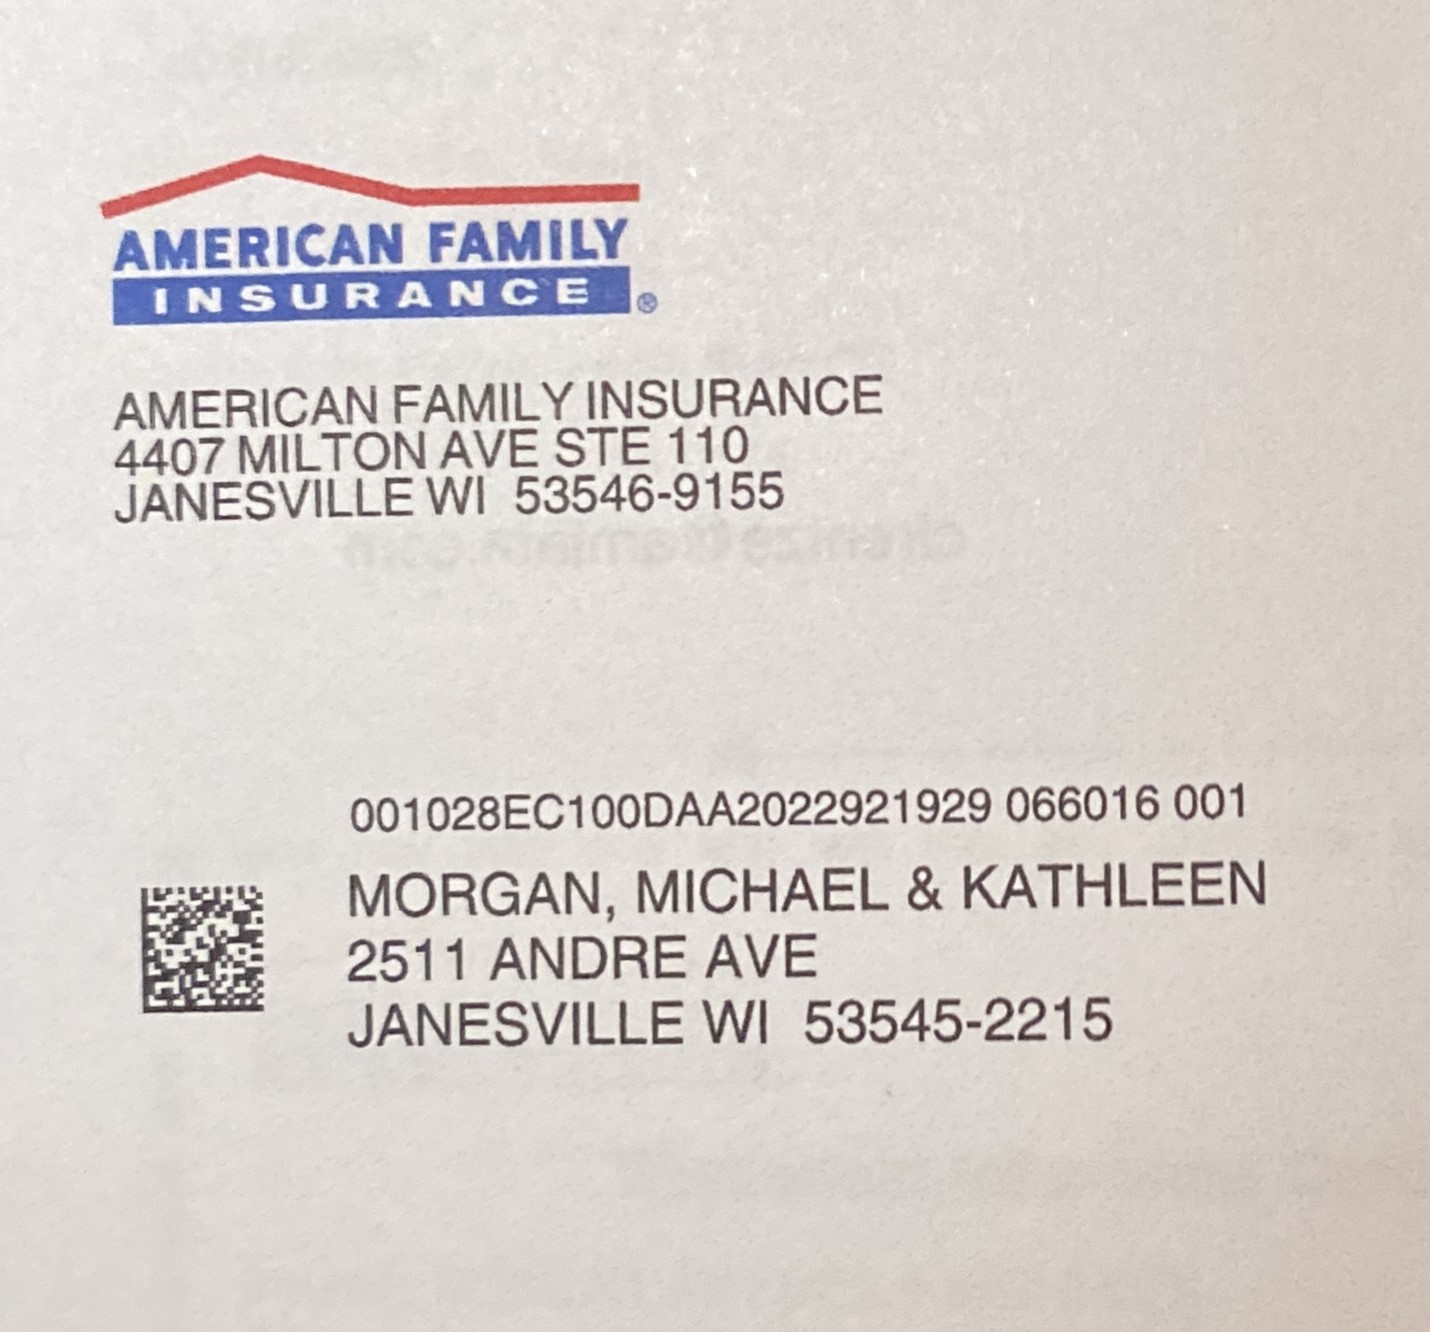 AMERICAN FAMILY
INSURANCE ®
AMERICAN FAMILY INSURANCE
4407 MILTON AVE STE 110
JANESVILLE WI 53546-9155
001028EC100DAA2022921929 066016 001
MORGAN, MICHAEL & KATHLEEN
2511 ANDRE AVE
JANESVILLE WI 53545-2215